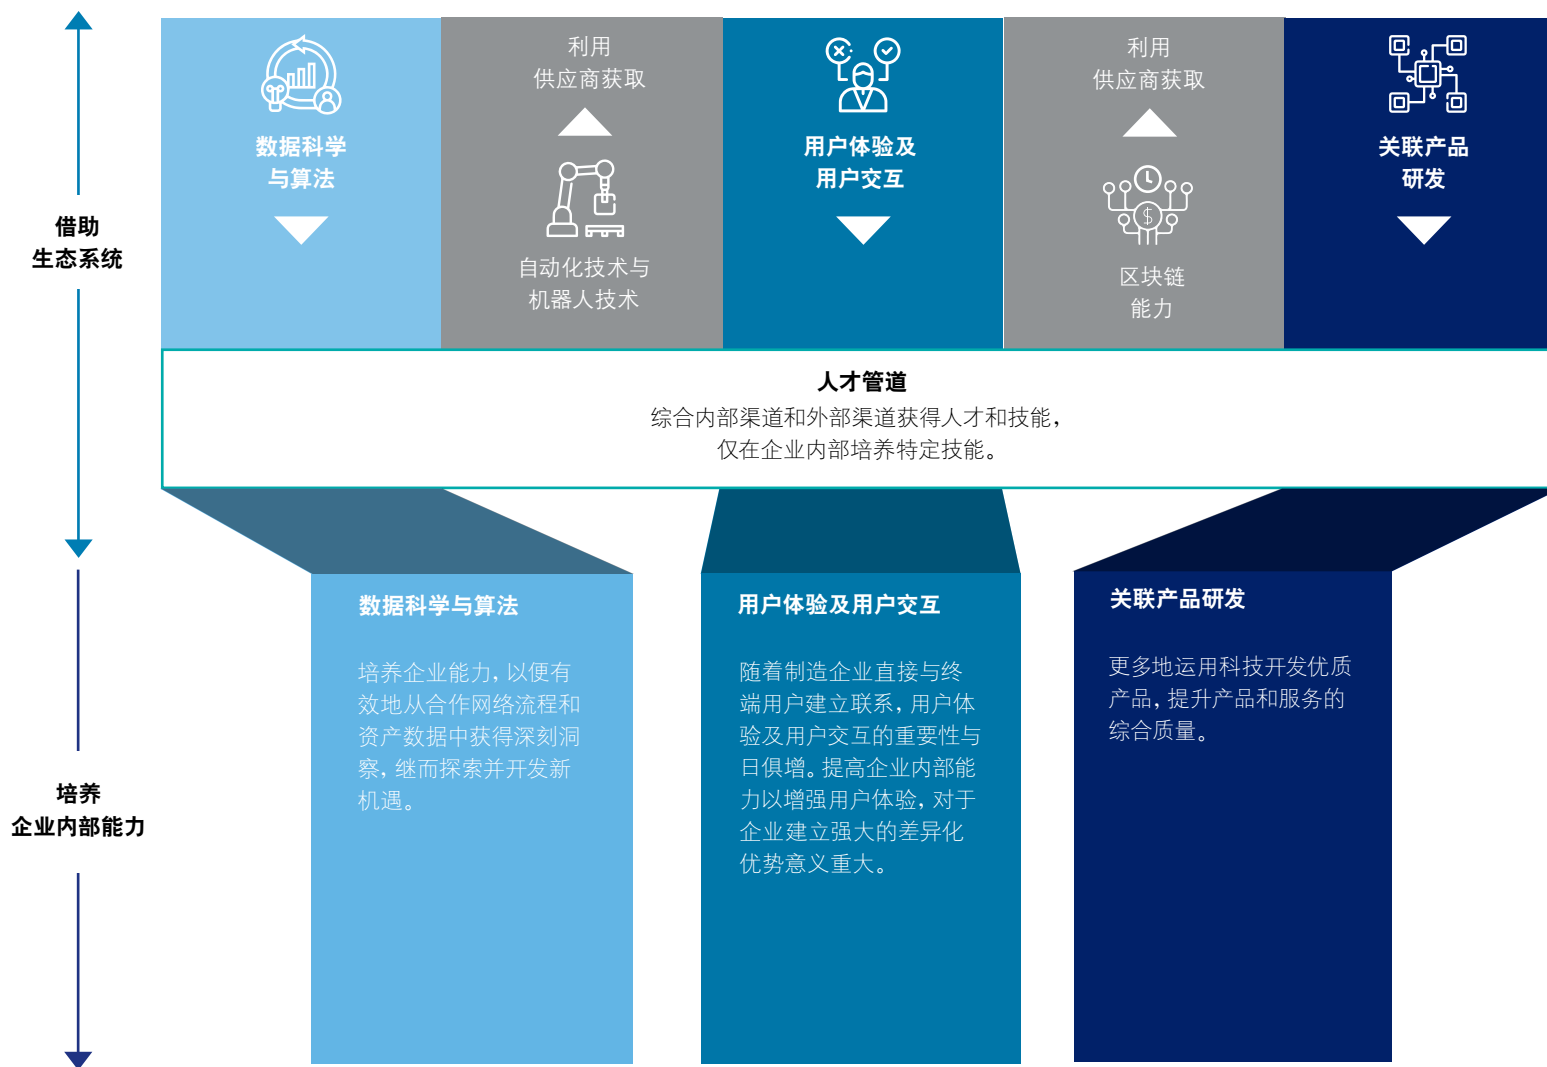 借助
生态系统
数据科学
与算法
利用
供应商获取
自动化技术与
机器人技术
用户体验及
用户交互
利用
供应商获取
$
区块链
能力
关联产品
研发
人才管道
综合内部渠道和外部渠道获得人才和技能,
仅在企业内部培养特定技能。
培养
企业内部能力
数据科学与算法
培养企业能力, 以便有
效地从合作网络流程和
资产数据中获得深刻洞
察, 继而探索并开发新
机遇。
用户体验及用户交互
随着制造企业直接与终
端用户建立联系, 用户体
验及用户交互的重要性与
日俱增。提高企业内部能
力以增强用户体验, 对于
企业建立强大的差异化
优势意义重大。
关联产品研发
更多地运用科技开发优质
产品, 提升产品和服务的
综合质量。